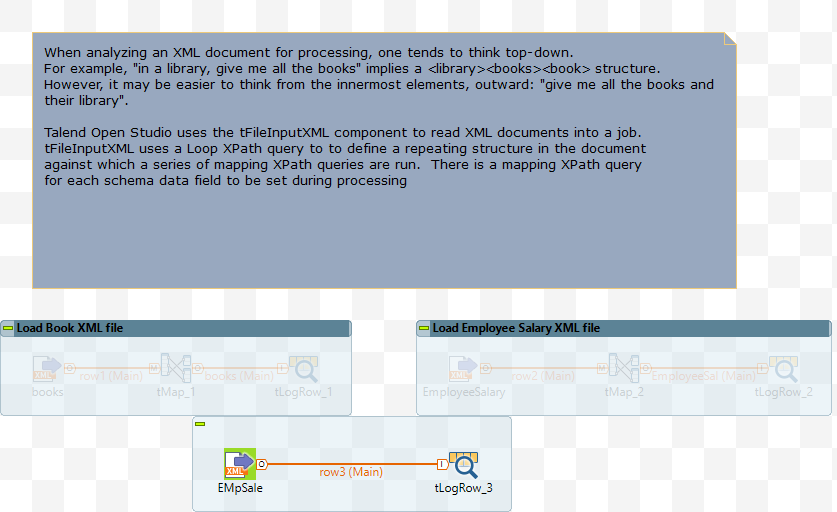 When analyzing an XML document for processing, one tends to think top-down.
For example, "in a library, give me all the books" implies a <library><books><book> structure.
However, it may be easier to think from the innermost elements, outward: "give me all the books and
their library".
Talend Open Studio uses the tFileInputXML component to read XML documents into a job.
tFileInputXML uses a Loop XPath query to to define a repeating structure in the document
against which a series of mapping XPath queries are run.  There is a mapping XPath query
for each schema data field to be set during processing
Load Book XML file
Load Employee Salary XML file
XML O row1 (Main) M O books (Main) I
books tMap_1 tLogRow_1
XML O row2 (Main) M O EmployeeSal (Main) I
EmployeeSalary tMap_2 tLogRow_2
XML O row3 (Main) I
EMpSale tLogRow_3